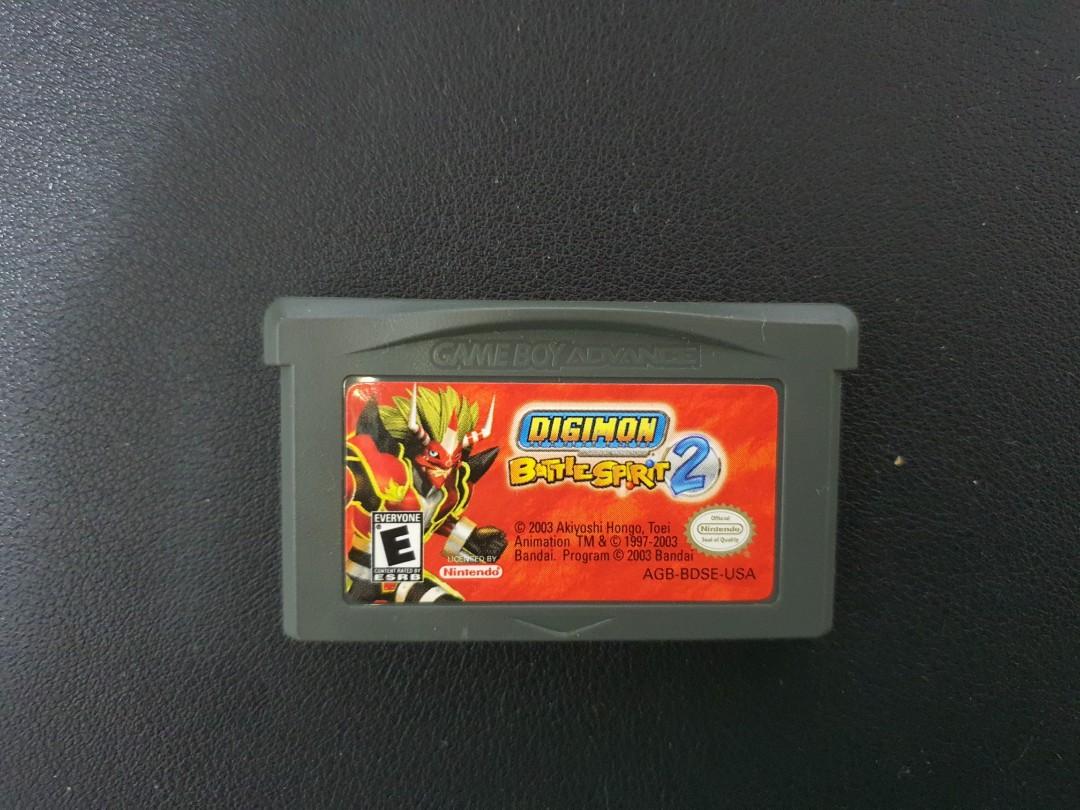 GAME BOY ADVANCE
DIGIMON
BATTLE SPIRIT 2
© 2003 Akiyoshi Hongo, Toei
Animation TM & © 1997-2003
Bandai. Program © 2003 Bandai
Official
Nintendo
Seal of Quality
AGB-BDSE-USA
EVERYONE
E
CONTENT RATED BY
ESRB
LICENSED BY
Nintendo